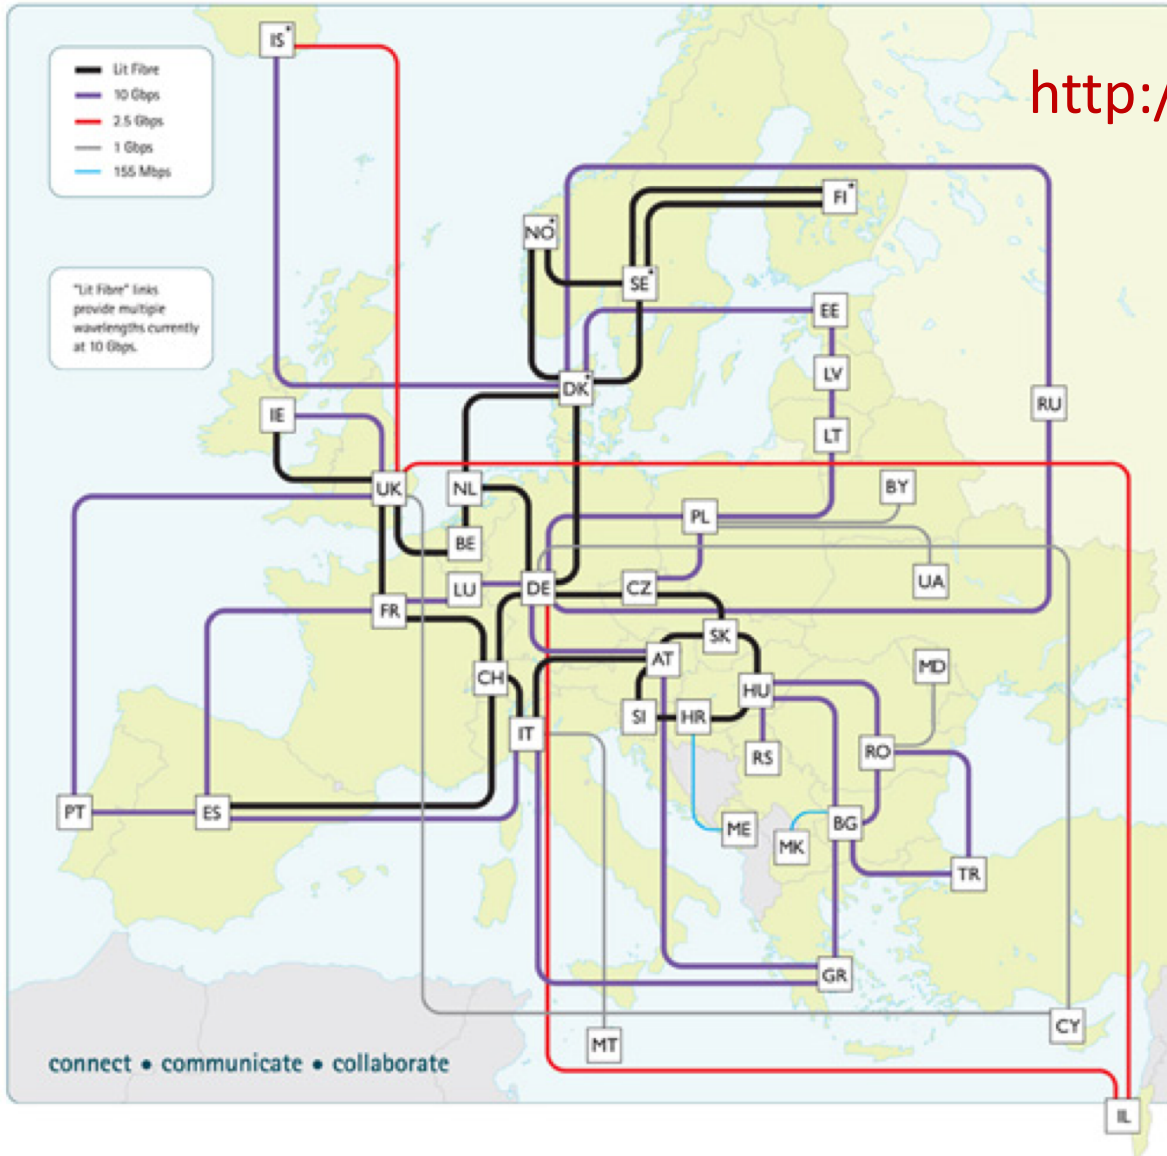 IS*
Lit Fibre
10 Gbps
2.5 Gbps
1 Gbps
155 Mbps
http:/
FI*
NO*
SE*
"Lit Fibre" links
provide multiple
wavelengths currently
at 10 Gbps.
EE
LV
DK*
RU
IE
LT
UK
NL
BY
PL
BE
LU
DE
CZ
UA
FR
SK
AT
MD
CH
HU
SI
HR
IT
RO
RS
PT
ES
BG
ME
MK
TR
GR
CY
MT
connect • communicate • collaborate
IL